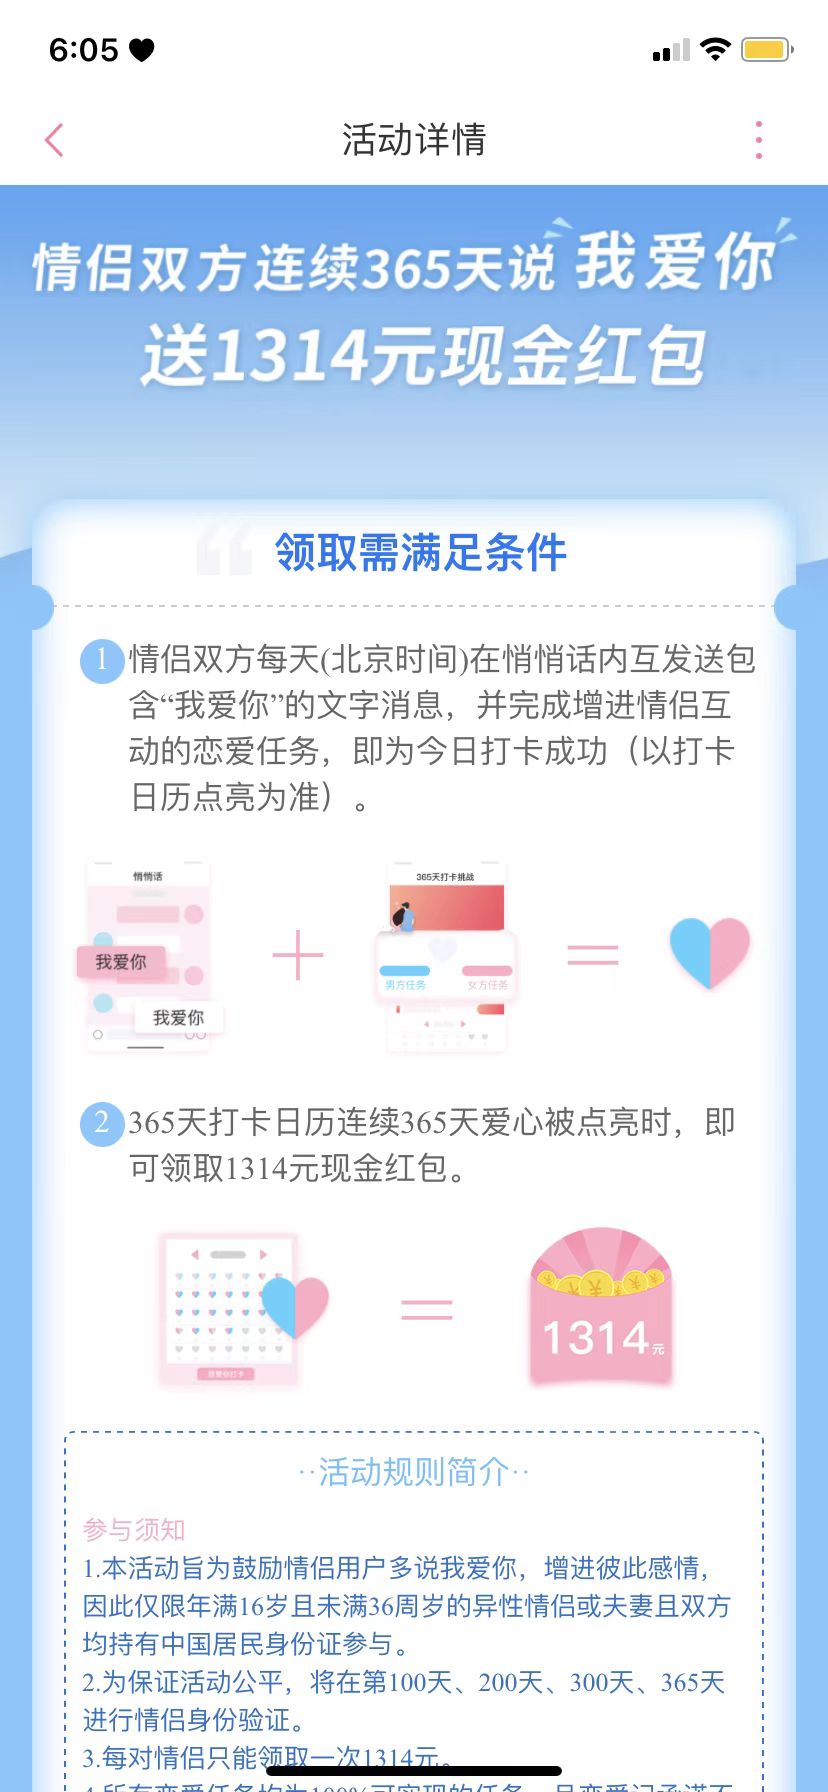 6:05
活动详情
情侣双方连续365天说 我爱你
送1314元现金红包
领取需满足条件
1 情侣双方每天(北京时间)在悄悄话内互发送包
含“我爱你”的文字消息，并完成增进情侣互
动的恋爱任务，即为今日打卡成功（以打卡
日历点亮为准）。
悄悄话
我爱你
我爱你
365天打卡挑战
男方任务 女方任务
2 365天打卡日历连续365天爱心被点亮时，即
可领取1314元现金红包。
我爱你打卡
1314元
··活动规则简介··
参与须知
1.本活动旨为鼓励情侣用户多说我爱你，增进彼此感情，
因此仅限年满16岁且未满36周岁的异性情侣或夫妻且双方
均持有中国居民身份证参与。
2.为保证活动公平，将在第100天、200天、300天、365天
进行情侣身份验证。
3.每对情侣只能领取一次1314元。